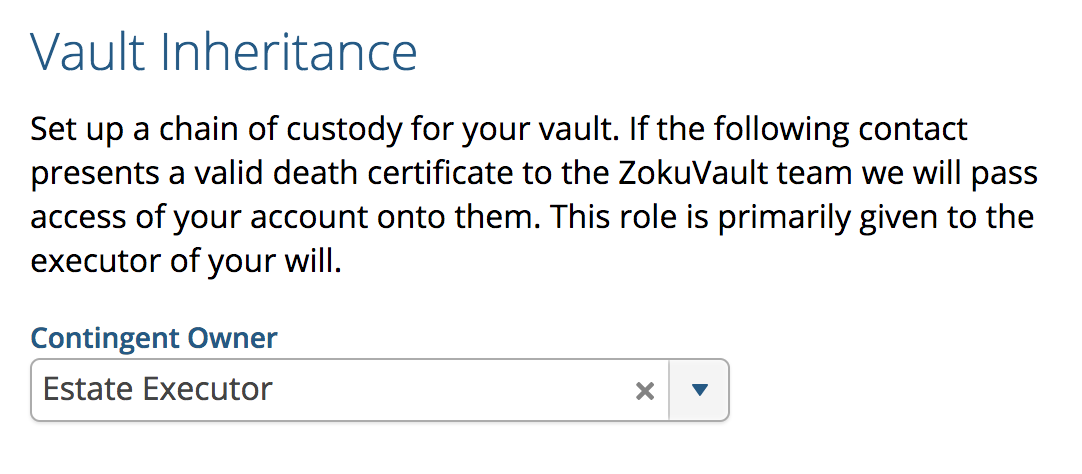 Vault Inheritance
Set up a chain of custody for your vault. If the following contact
presents a valid death certificate to the ZokuVault team we will pass
access of your account onto them. This role is primarily given to the
executor of your will.
Contingent Owner
Estate Executor